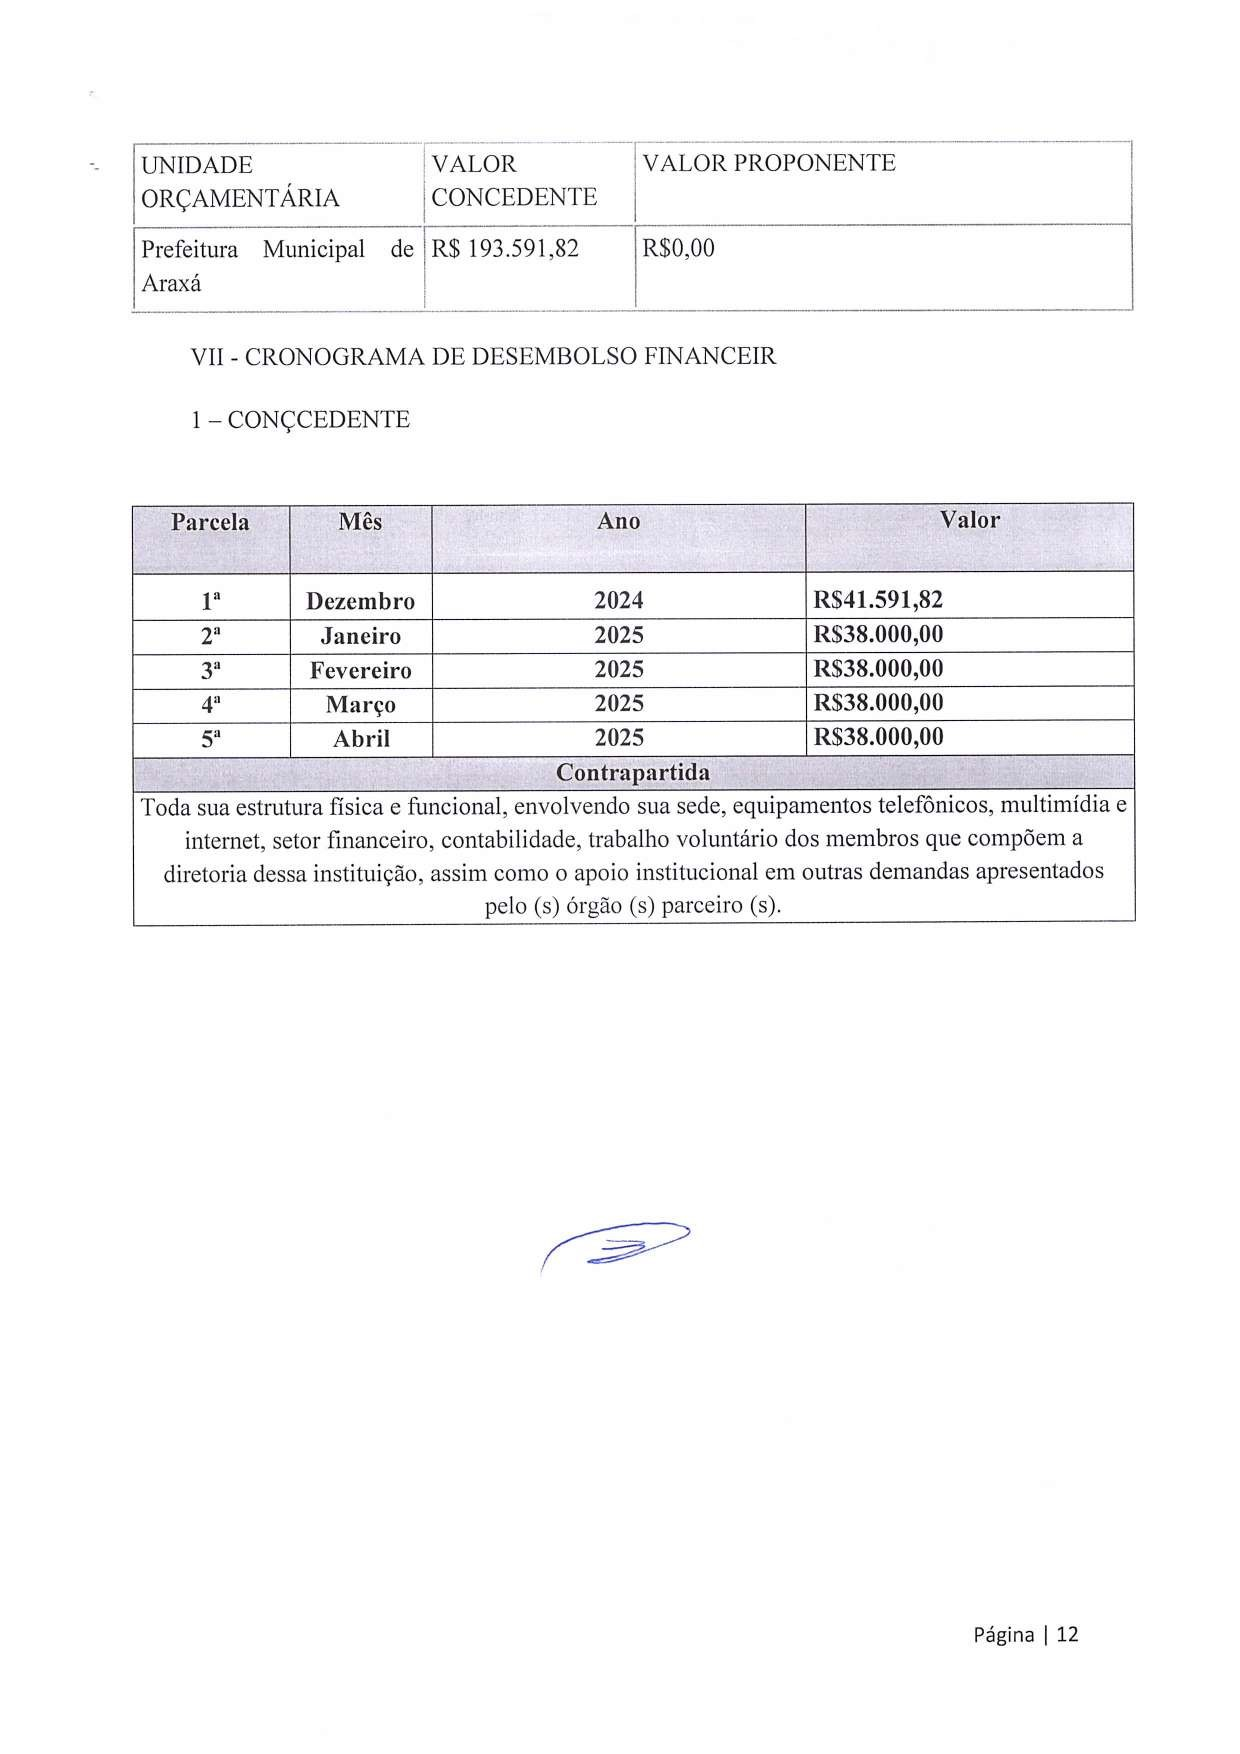 UNIDADE ORÇAMENTÁRIA VALOR CONCEDENTE VALOR PROPONENTE
Prefeitura Municipal de Araxá R$ 193.591,82 R$0,00
VII - CRONOGRAMA DE DESEMBOLSO FINANCEIR
1 – CONÇCEDENTE
Parcela Mês Ano Valor
1ª Dezembro 2024 R$41.591,82
2ª Janeiro 2025 R$38.000,00
3ª Fevereiro 2025 R$38.000,00
4ª Março 2025 R$38.000,00
5ª Abril 2025 R$38.000,00
Contrapartida
Toda sua estrutura física e funcional, envolvendo sua sede, equipamentos telefônicos, multimídia e
internet, setor financeiro, contabilidade, trabalho voluntário dos membros que compõem a
diretoria dessa instituição, assim como o apoio institucional em outras demandas apresentados
pelo (s) órgão (s) parceiro (s).
Página | 12